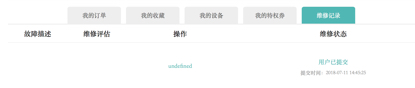 我的订单 我的收藏 我的设备 我的特权券 维修记录
故障描述 维修评估 操作 维修状态
undefined 用户已提交
提交时间：2018-07-11 14:43:25